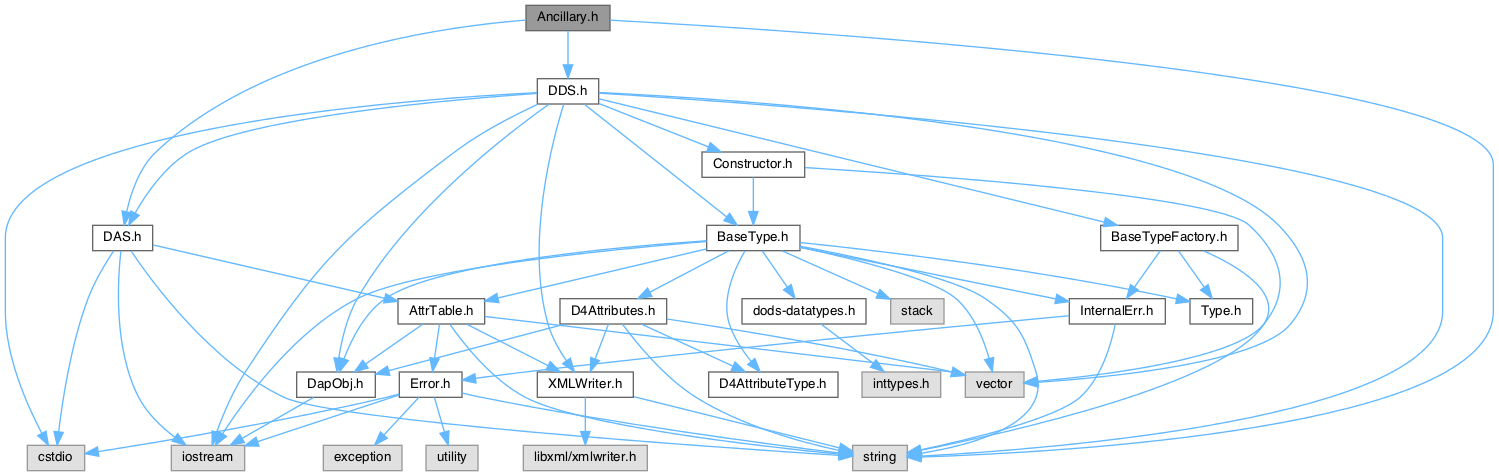 Ancillary.h
DDS.h
Constructor.h
DAS.h
BaseType.h
BaseTypeFactory.h
AttrTable.h
D4Attributes.h
dods-datatypes.h
stack
InternalErr.h
Type.h
DapObj.h
Error.h
XMLWriter.h
D4AttributeType.h
inttypes.h
vector
cstdio
iostream
exception
utility
libxml/xmlwriter.h
string